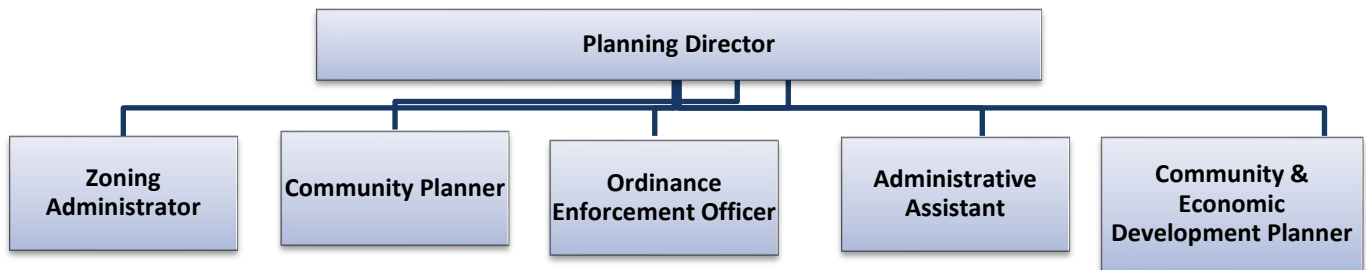 Planning Director
Zoning
Administrator
Community Planner
Ordinance
Enforcement Officer
Administrative
Assistant
Community &
Economic
Development Planner